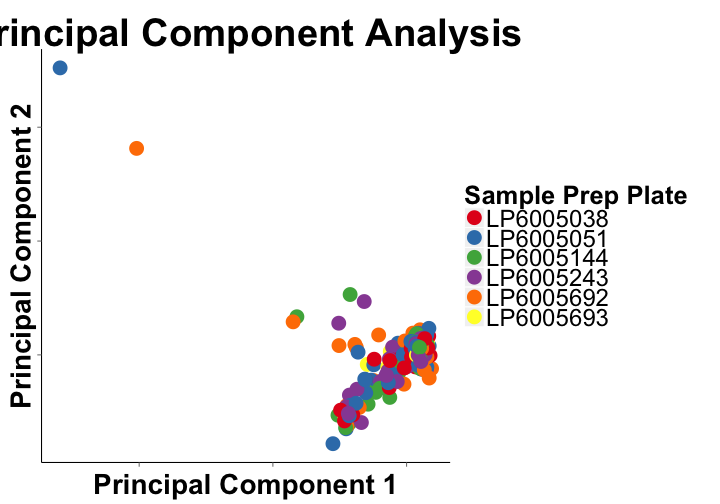 rincipal Component Analysis
Principal Component 2
Sample Prep Plate
LP6005038
LP6005051
LP6005144
LP6005243
LP6005692
LP6005693
Principal Component 1